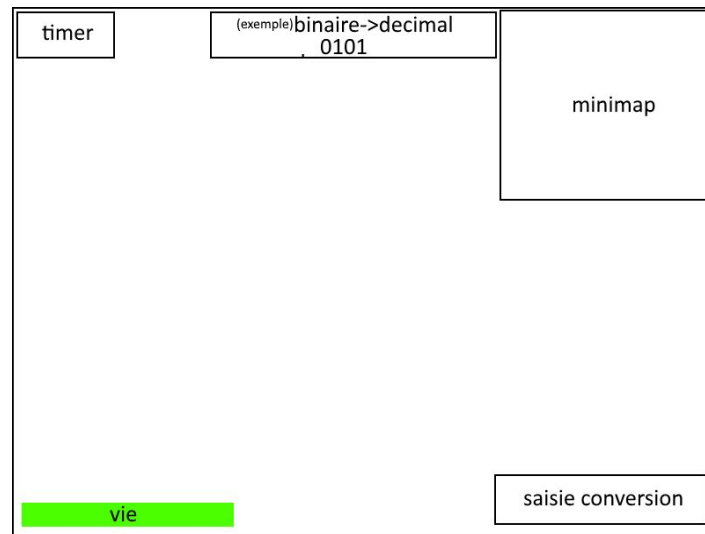 timer
(exemple)binaire->decimal
0101
minimap
saisie conversion
vie